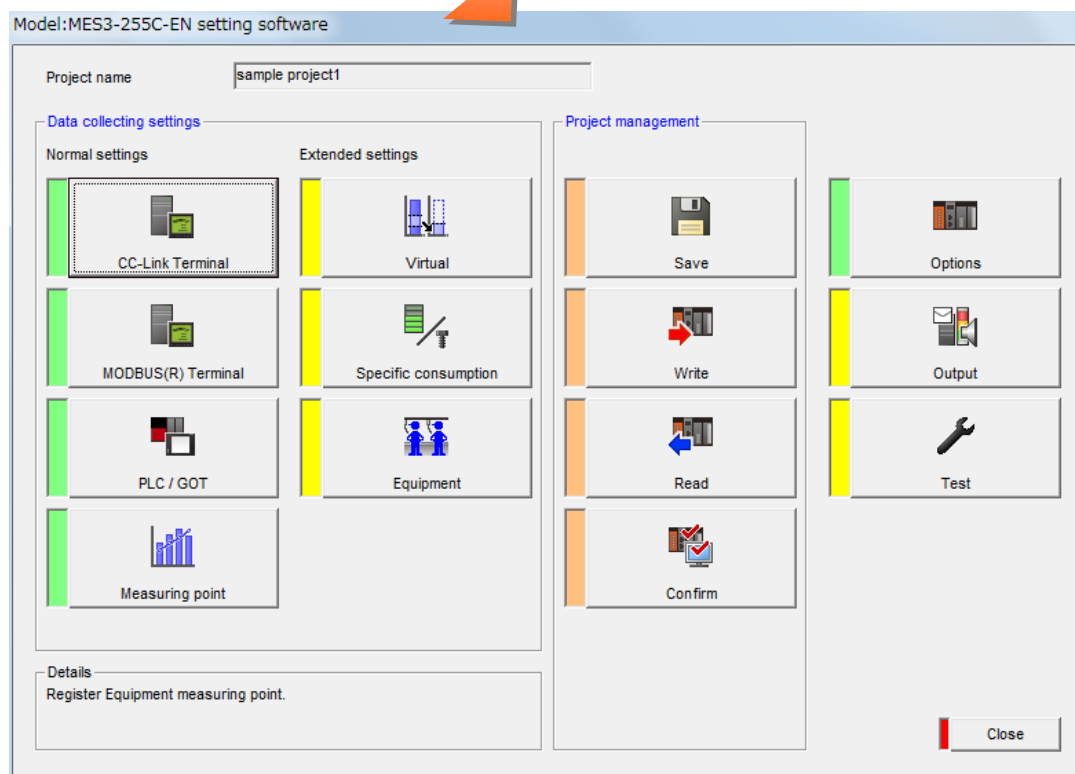 Model:MES3-255C-EN setting software
Project name
sample project1
Data collecting settings
Project management
Normal settings
Extended settings
CC-Link Terminal
Virtual
Save
Options
MODBUS(R) Terminal
Specific consumption
Write
Output
PLC / GOT
Equipment
Read
Test
Measuring point
Confirm
Details
Register Equipment measuring point.
Close